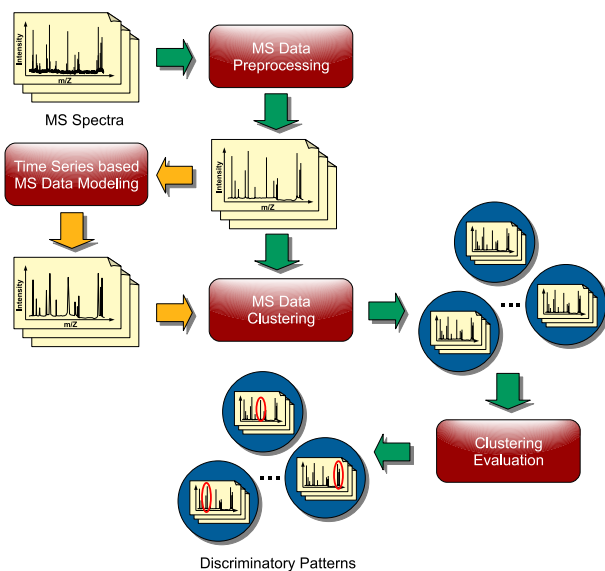 Intensity
m/Z
MS Spectra
MS Data
Preprocessing
Time Series based
MS Data Modeling
Intensity
m/Z
Intensity
m/Z
MS Data
Clustering
...
Clustering
Evaluation
...
Discriminatory Patterns